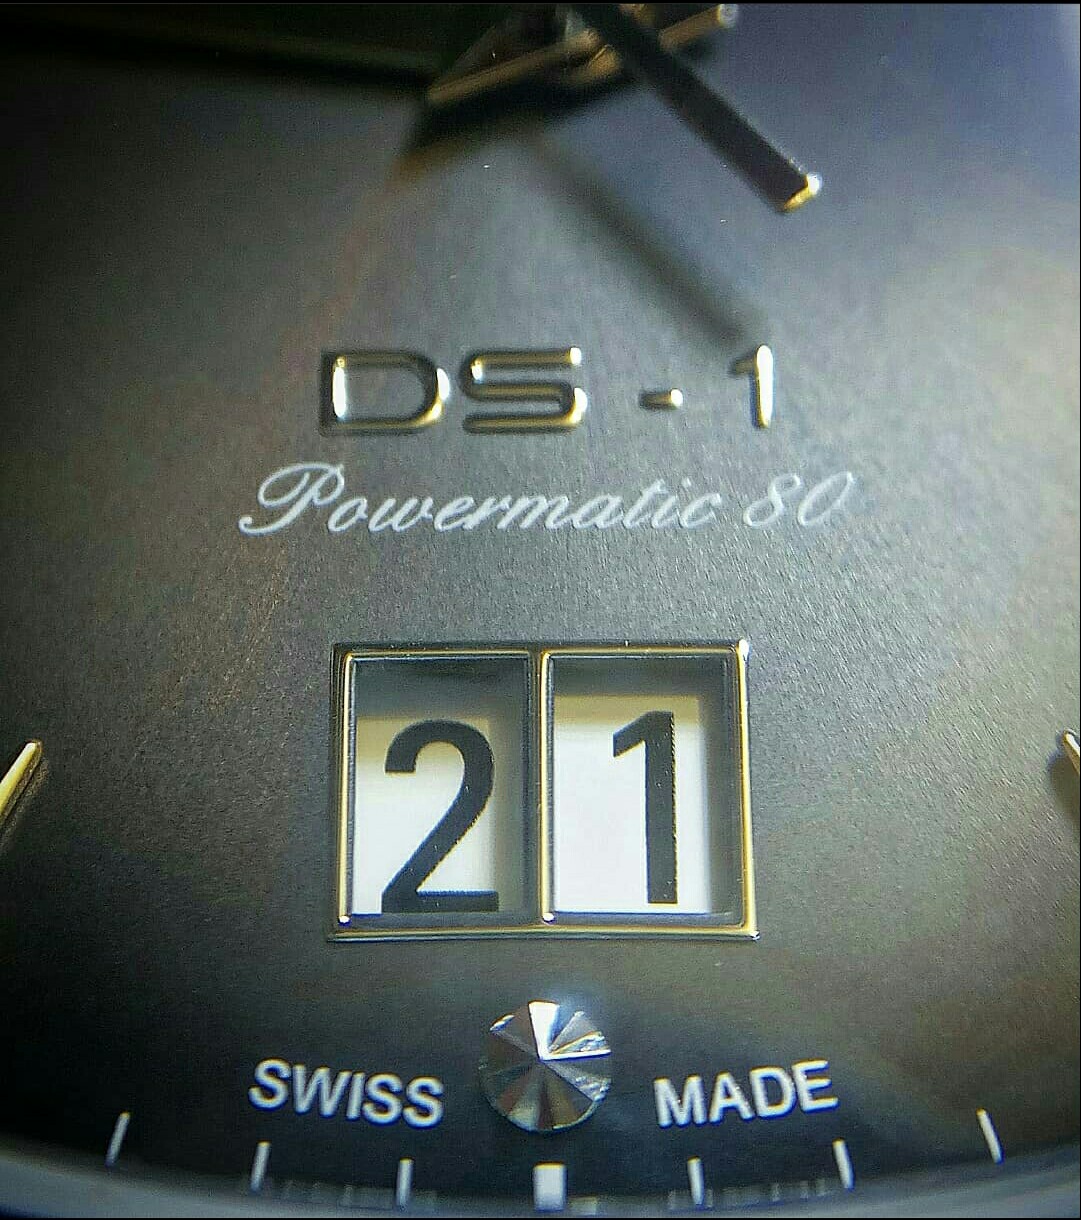 DS - 1
Powermatic 80
21
SWISS MADE